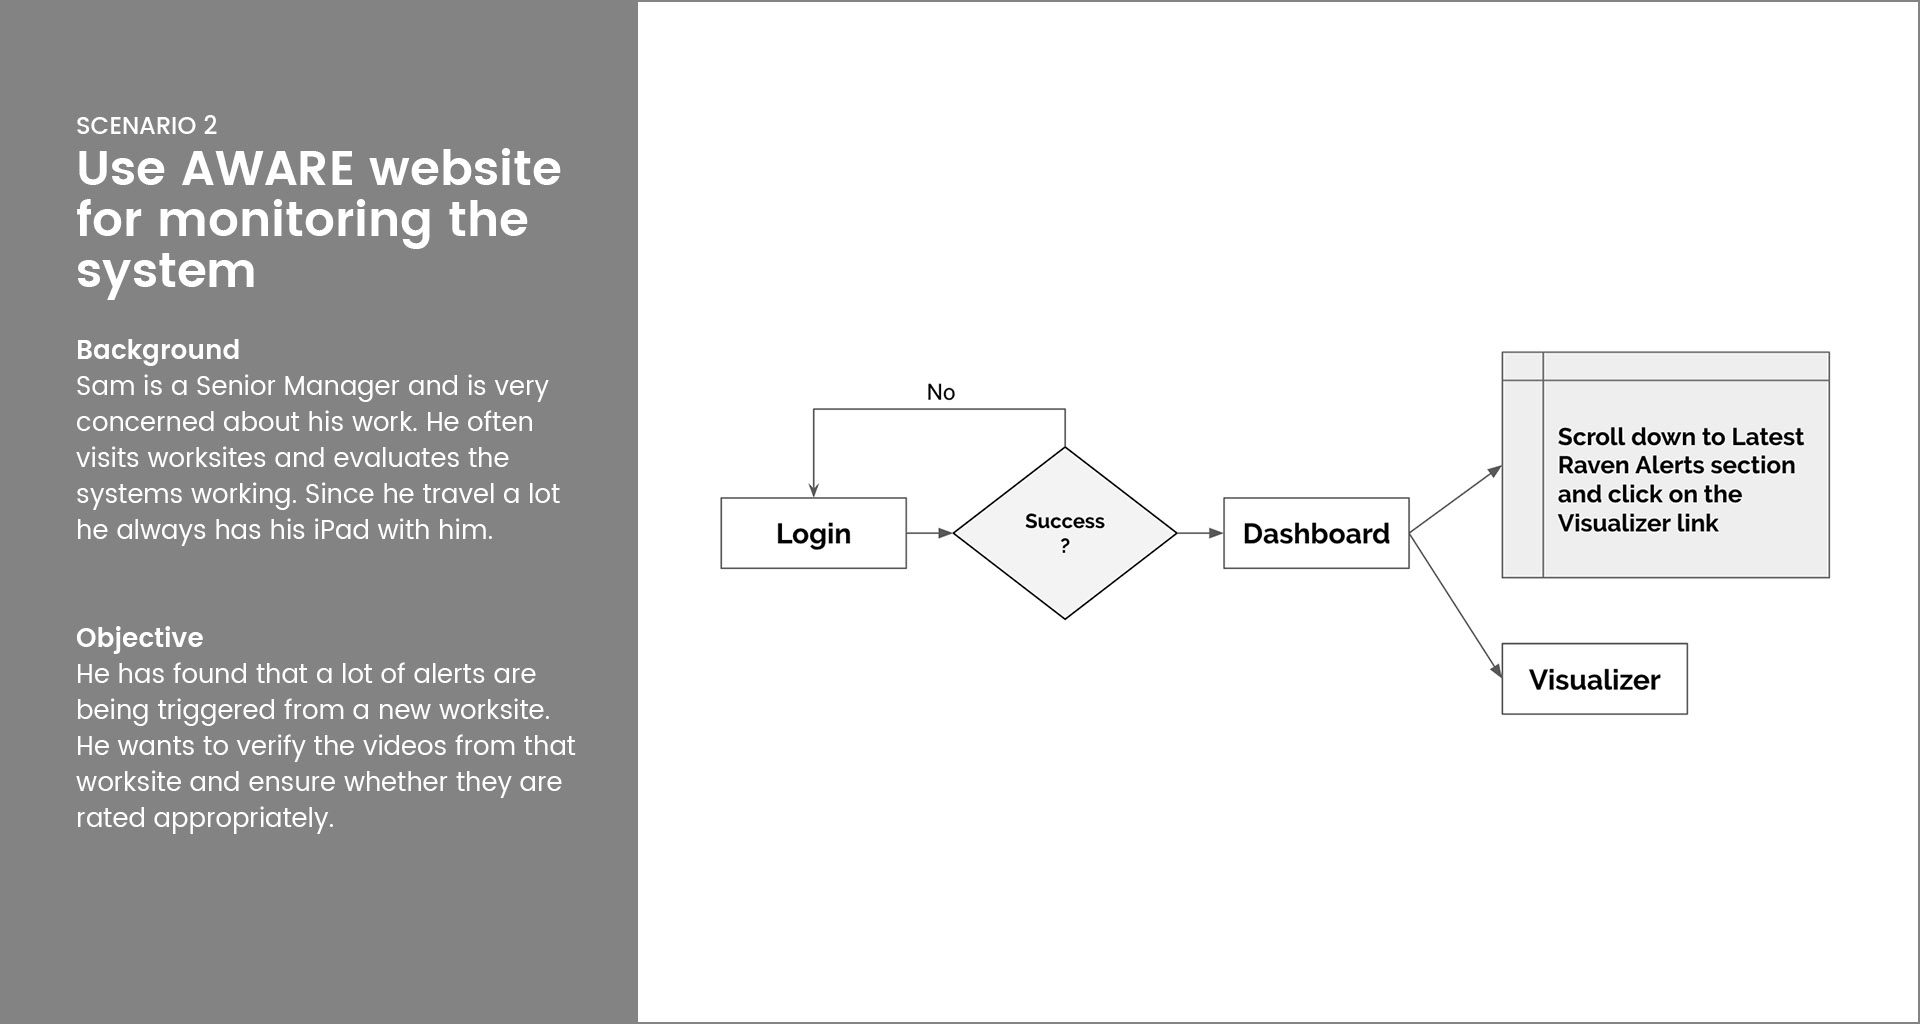 SCENARIO 2
Use AWARE website
for monitoring the
system
Background
Sam is a Senior Manager and is very
concerned about his work. He often
visits worksites and evaluates the
systems working. Since he travel a lot
he always has his iPad with him.
Objective
He has found that a lot of alerts are
being triggered from a new worksite.
He wants to verify the videos from that
worksite and ensure whether they are
rated appropriately.
No
Login
Success
?
Dashboard
Scroll down to Latest
Raven Alerts section
and click on the
Visualizer link
Visualizer